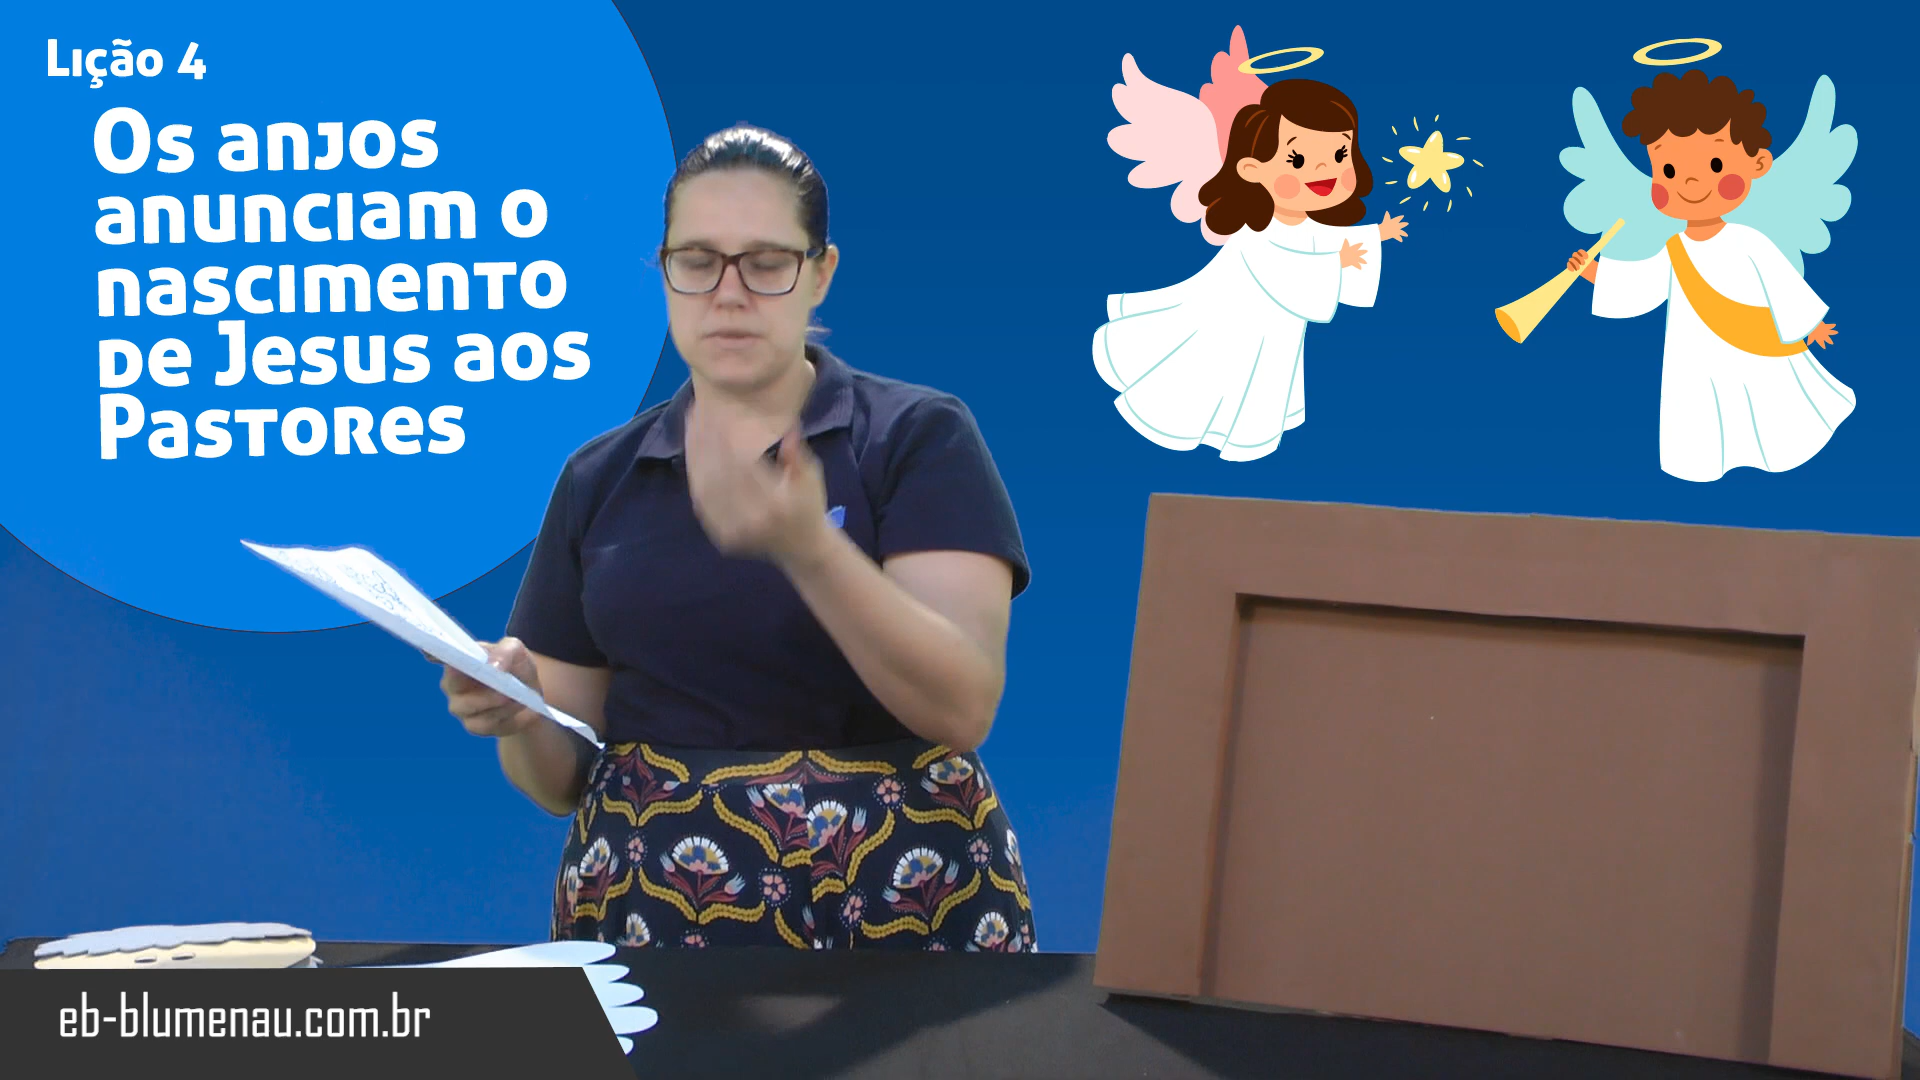 Lição 4
Os anjos
anunciam o
nascimento
de Jesus aos
Pastores
eb-blumenau.com.br